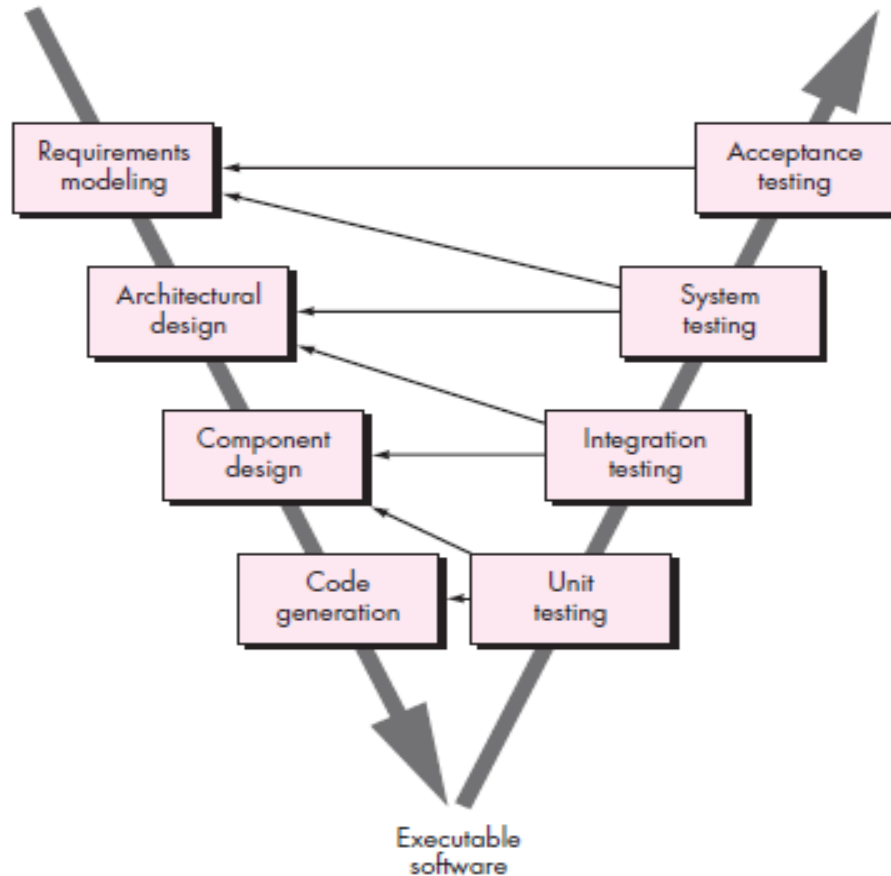 Requirements
modeling
Acceptance
testing
Architectural
design
System
testing
Component
design
Integration
testing
Code
generation
Unit
testing
Executable
software